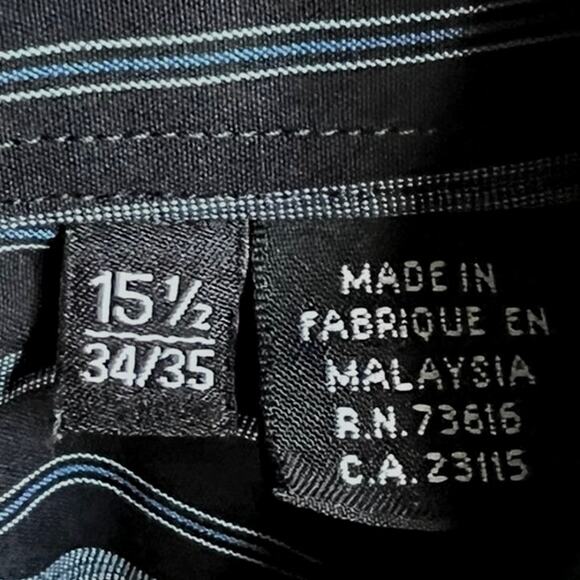 15½
34/35
MADE IN
FABRIQUE EN
MALAYSIA
R.N. 73616
C.A. 23115